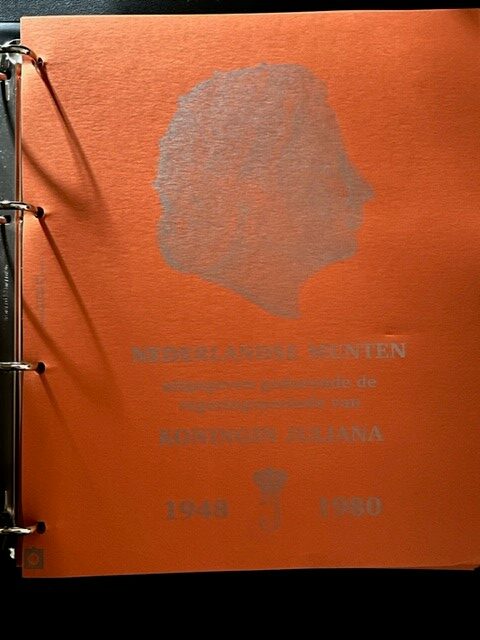 NEDERLANDSE MUNTEN
uitgegeven gedurende de
regeringsperiode van
KONINGIN JULIANA
1948 J 1980